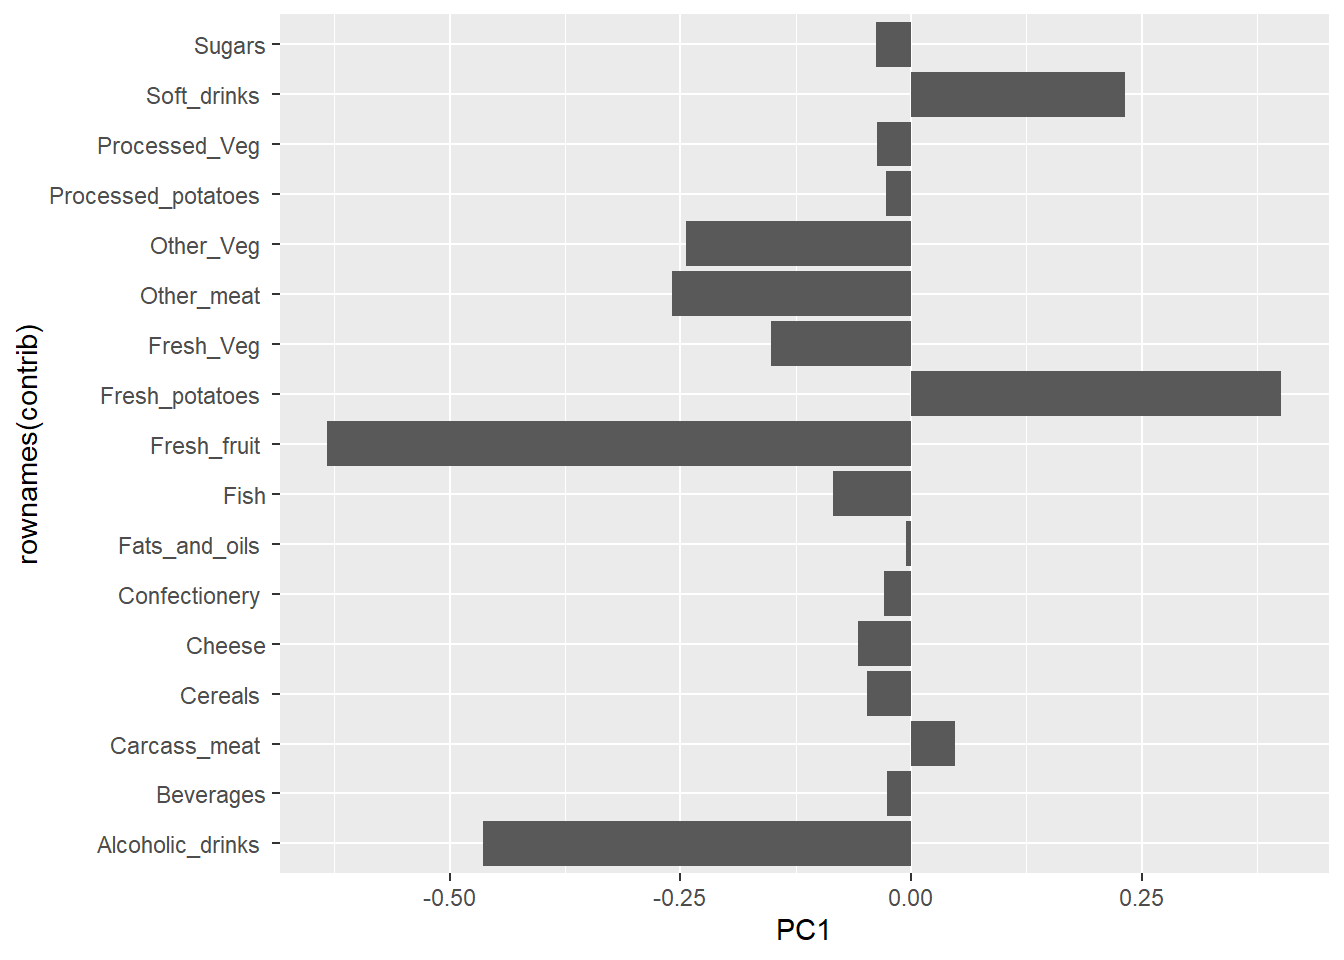 Sugars
Soft_drinks
Processed_Veg
Processed_potatoes
Other_Veg
Other_meat
Fresh_Veg
Fresh_potatoes
Fresh_fruit
Fish
Fats_and_oils
Confectionery
Cheese
Cereals
Carcass_meat
Beverages
Alcoholic_drinks
rownames(contrib)
-0.50 -0.25 0.00 0.25
PC1